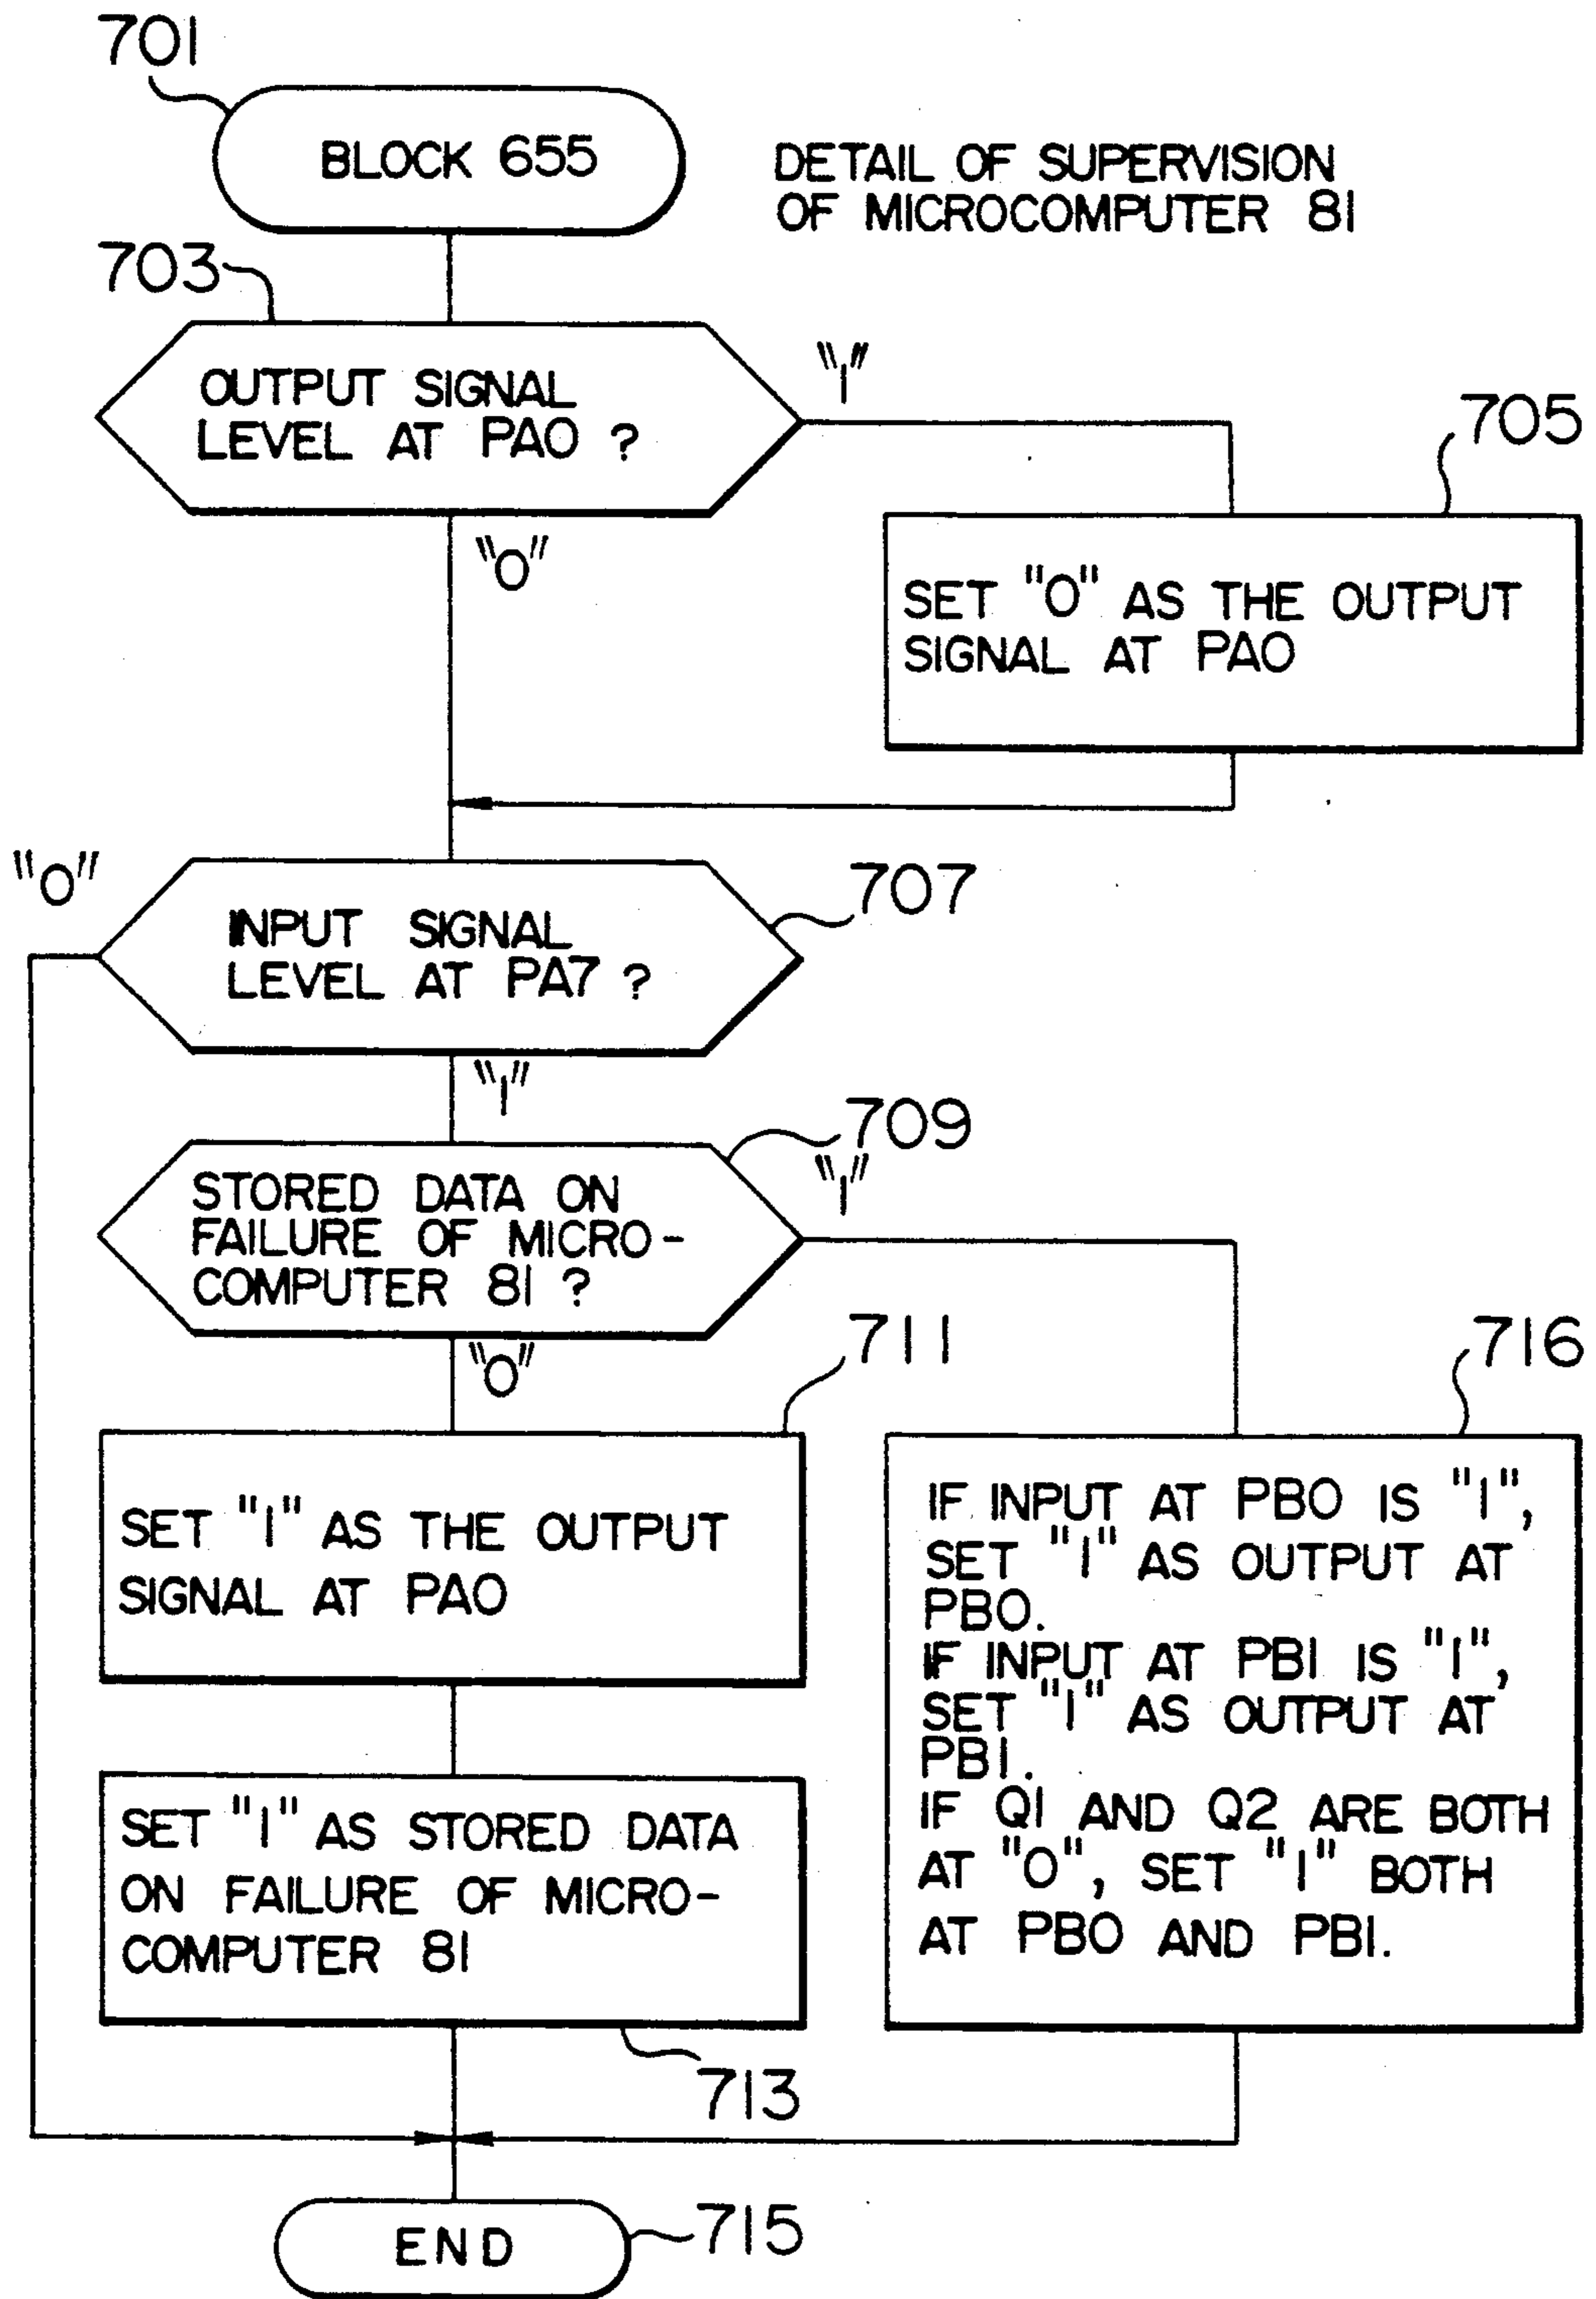 701
BLOCK 655
DETAIL OF SUPERVISION
OF MICROCOMPUTER 81
703
OUTPUT SIGNAL
LEVEL AT PA0 ?
"1"
"0"
705
SET "0" AS THE OUTPUT
SIGNAL AT PA0
"0"
707
INPUT SIGNAL
LEVEL AT PA7 ?
"1"
709
STORED DATA ON
FAILURE OF MICRO-
COMPUTER 81 ?
"1"
"0"
711
SET "1" AS THE OUTPUT
SIGNAL AT PA0
716
IF INPUT AT PB0 IS "1",
SET "1" AS OUTPUT AT
PB0.
IF INPUT AT PB1 IS "1",
SET "1" AS OUTPUT AT
PB1.
IF Q1 AND Q2 ARE BOTH
AT "0", SET "1" BOTH
AT PB0 AND PB1.
SET "1" AS STORED DATA
ON FAILURE OF MICRO-
COMPUTER 81
713
END
715